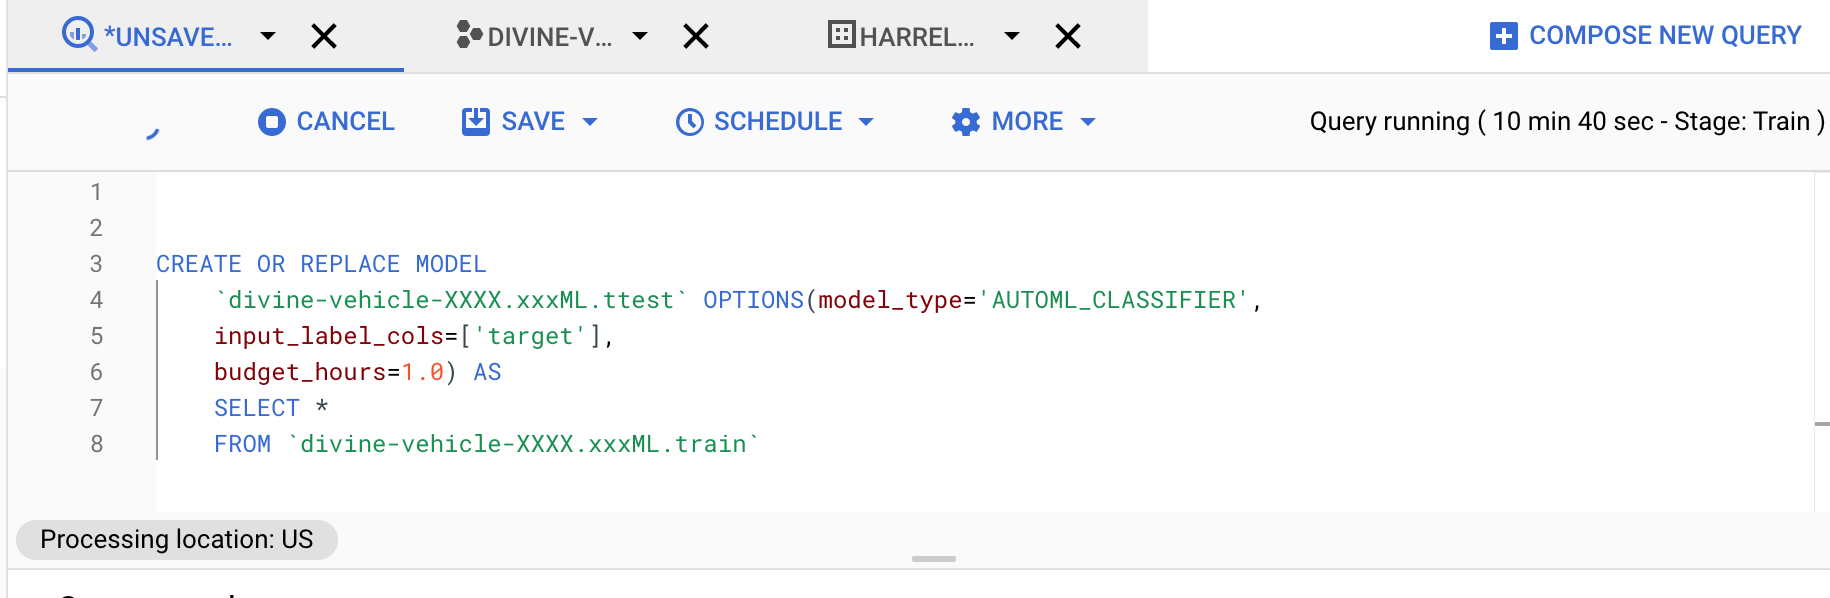 *UNSAVE... DIVINE-V... HARREL... COMPOSE NEW QUERY
CANCEL SAVE SCHEDULE MORE Query running ( 10 min 40 sec - Stage: Train )
1
2
3 CREATE OR REPLACE MODEL
4 `divine-vehicle-XXXX.xxxML.ttest` OPTIONS(model_type='AUTOML_CLASSIFIER',
5 input_label_cols=['target'],
6 budget_hours=1.0) AS
7 SELECT *
8 FROM `divine-vehicle-XXXX.xxxML.train`
Processing location: US